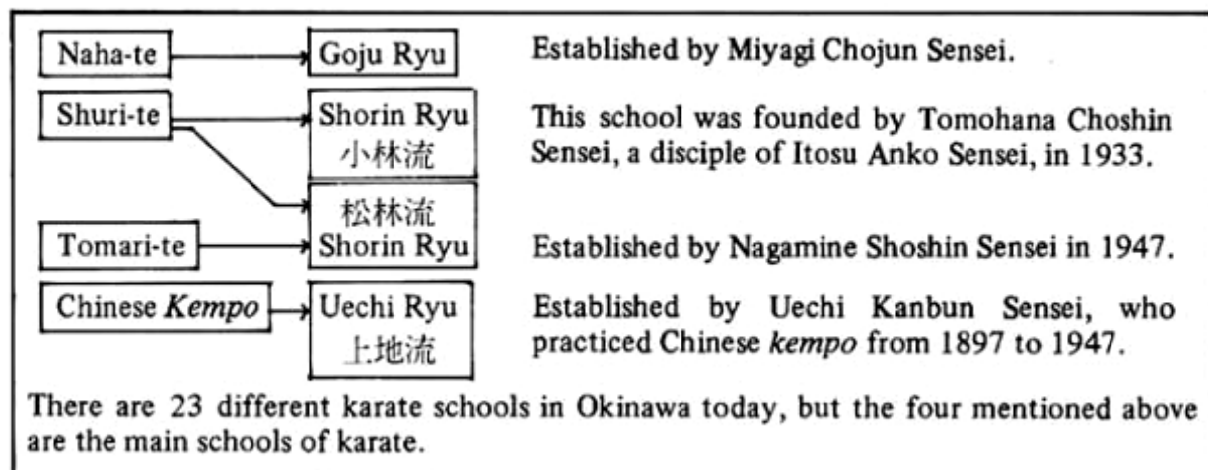 Naha-te Goju Ryu Established by Miyagi Chojun Sensei.
Shuri-te Shorin Ryu This school was founded by Tomohana Choshin
小林流 Sensei, a disciple of Itosu Anko Sensei, in 1933.
松林流
Tomari-te Shorin Ryu Established by Nagamine Shoshin Sensei in 1947.
Chinese Kempo Uechi Ryu Established by Uechi Kanbun Sensei, who
上地流 practiced Chinese kempo from 1897 to 1947.
There are 23 different karate schools in Okinawa today, but the four mentioned above
are the main schools of karate.